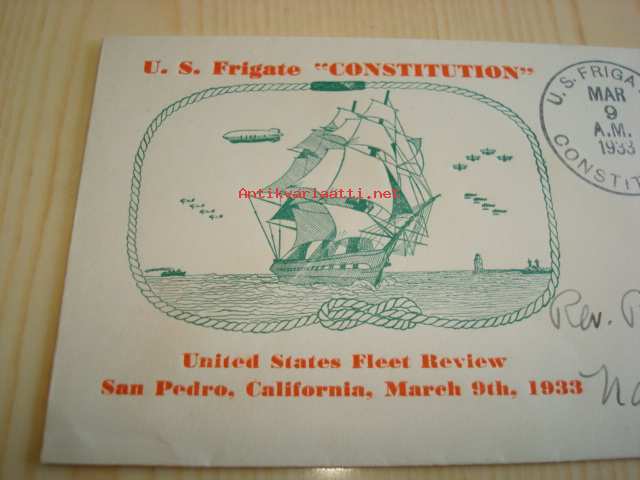 U. S. Frigate "CONSTITUTION"
U.S. FRIGA
MAR
9
A.M.
1933
CONSTIT
Antikvariaatti.net
Rev.
United States Fleet Review
San Pedro, California, March 9th, 1933